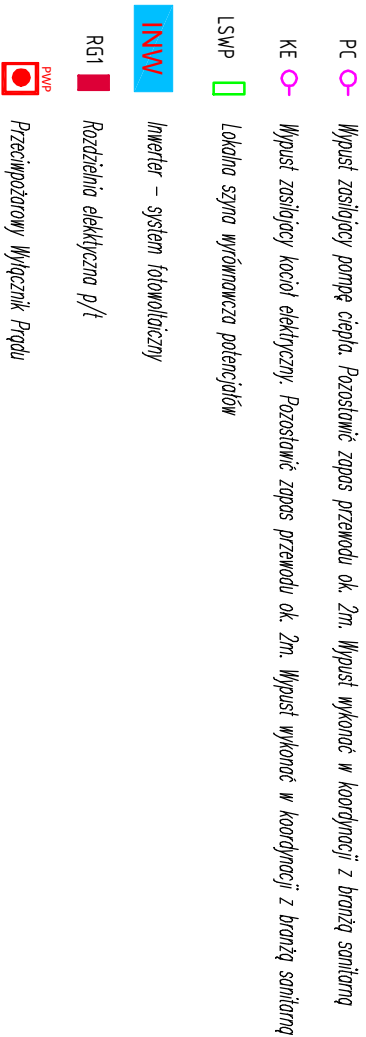 PC Wypust zasilający pompę ciepła. Pozostawić zapas przewodu ok. 2m. Wypust wykonać w koordynacji z branżą sanitarną
KE Wypust zasilajacy kocioł elektryczny. Pozostawić zapas przewodu ok. 2m. Wypust wykonać w koordynacji z branżą sanitarną
LSWP Lokalna szyna wyrównawcza potencjałów
INW Inwerter – system fotowoltaiczny
RG1 Rozdzielnia elekktyczna p/t
PWP Przeciwpożarowy Wyłącznik Prądu